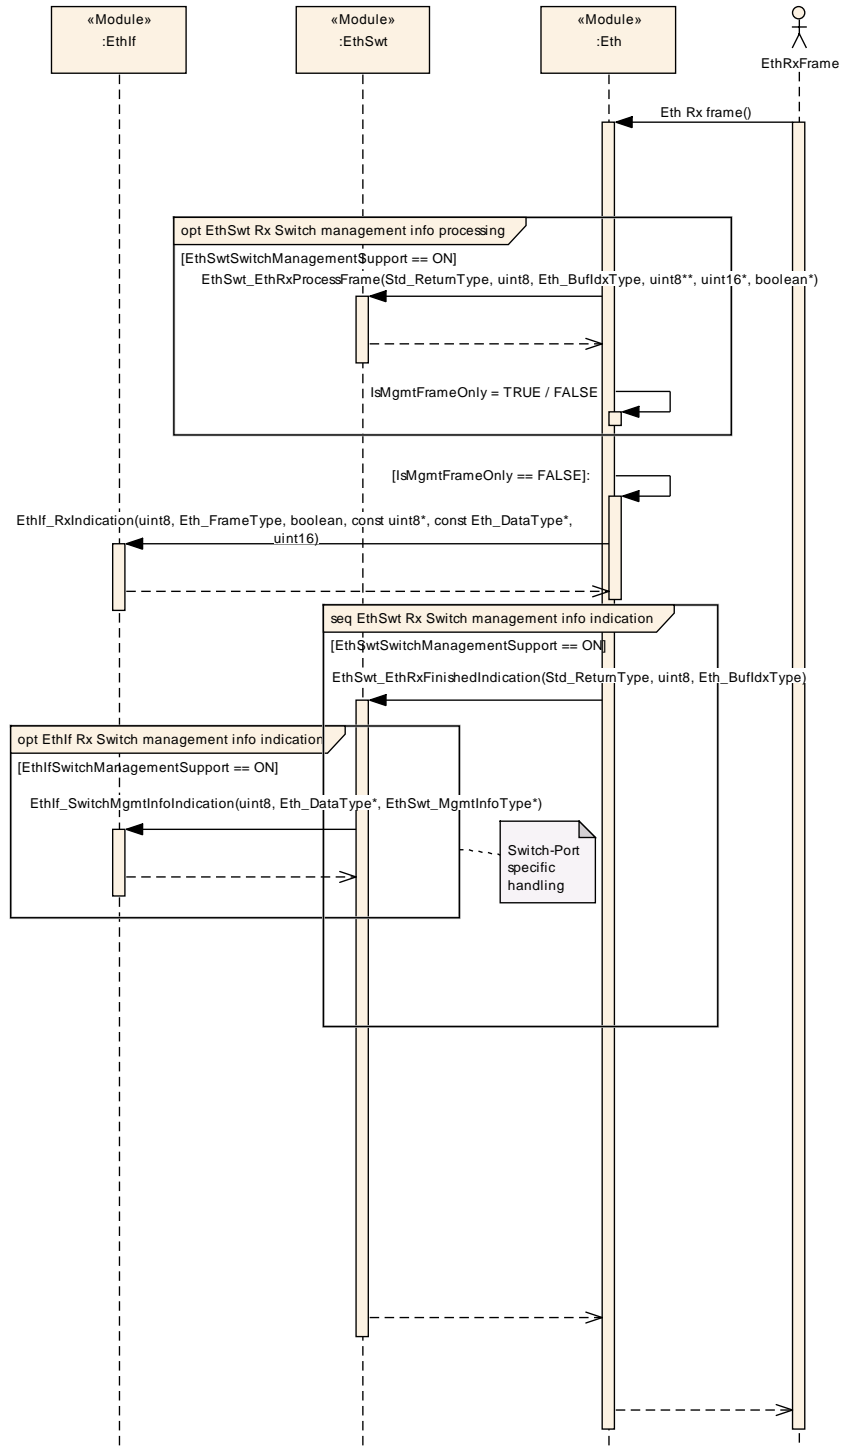 «Module»
:EthIf
«Module»
:EthSwt
«Module»
:Eth
EthRxFrame
Eth Rx frame()
opt EthSwt Rx Switch management info processing
[EthSwtSwitchManagementSupport == ON]
EthSwt_EthRxProcessFrame(Std_ReturnType, uint8, Eth_BufIdxType, uint8**, uint16*, boolean*)
IsMgmtFrameOnly = TRUE / FALSE
[IsMgmtFrameOnly == FALSE]:
EthIf_RxIndication(uint8, Eth_FrameType, boolean, const uint8*, const Eth_DataType*,
uint16)
seq EthSwt Rx Switch management info indication
[EthSwtSwitchManagementSupport == ON]
EthSwt_EthRxFinishedIndication(Std_ReturnType, uint8, Eth_BufIdxType)
opt EthIf Rx Switch management info indication
[EthIfSwitchManagementSupport == ON]
EthIf_SwitchMgmtInfoIndication(uint8, Eth_DataType*, EthSwt_MgmtInfoType*)
Switch-Port
specific
handling